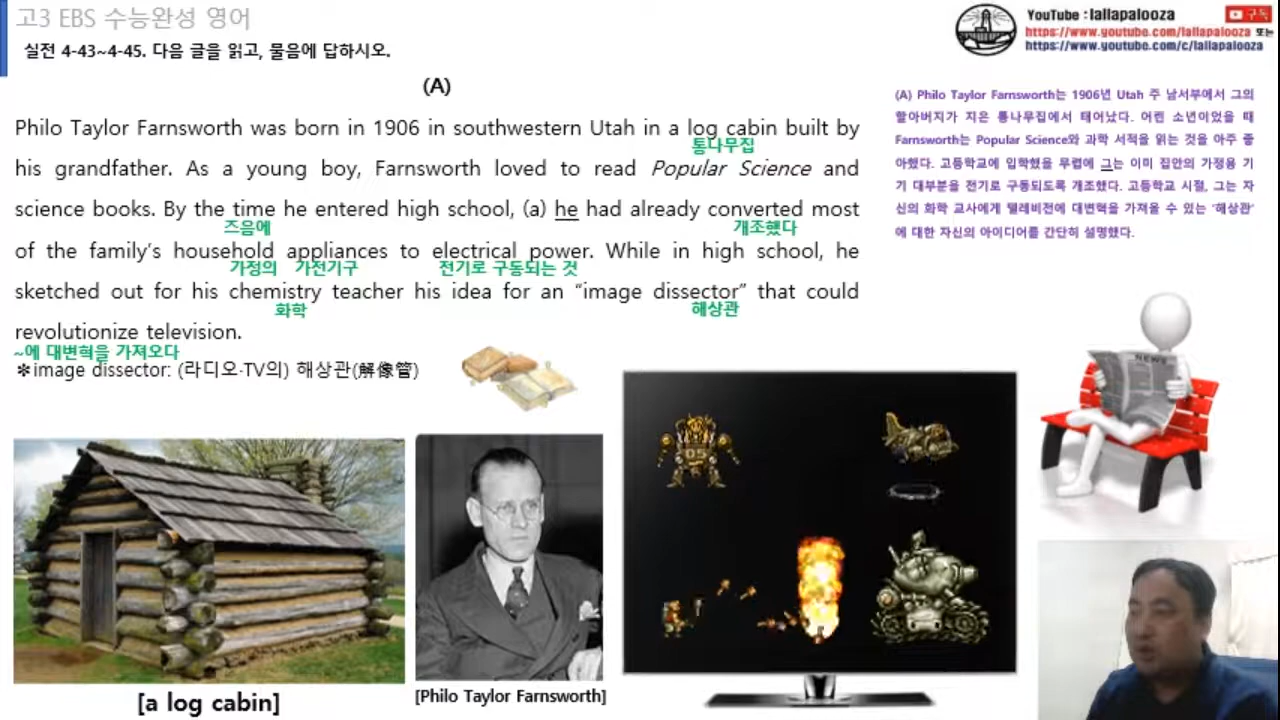 고3 EBS 수능완성 영어
실전 4-43~4-45. 다음 글을 읽고, 물음에 답하시오.
YouTube : lallapalooza
구독
https://www.youtube.com/lallapalooza 또는
https://www.youtube.com/c/lallapalooza
(A)
Philo Taylor Farnsworth was born in 1906 in southwestern Utah in a log cabin built by
통나무집
his grandfather. As a young boy, Farnsworth loved to read Popular Science and
science books. By the time he entered high school, (a) he had already converted most
즈음에 개조했다
of the family's household appliances to electrical power. While in high school, he
가정의 가전기구 전기로 구동되는 것
sketched out for his chemistry teacher his idea for an “image dissector” that could
화학 해상관
revolutionize television.
~에 대변혁을 가져오다
*image dissector: (라디오·TV의) 해상관(解像管)
(A) Philo Taylor Farnsworth는 1906년 Utah 주 남서부에서 그의
할아버지가 지은 통나무집에서 태어났다. 어린 소년이었을 때
Farnsworth는 Popular Science와 과학 서적을 읽는 것을 아주 좋
아했다. 고등학교에 입학했을 무렵에 그는 이미 집안의 가정용 기
기 대부분을 전기로 구동되도록 개조했다. 고등학교 시절, 그는 자
신의 화학 교사에게 텔레비전에 대변혁을 가져올 수 있는 ‘해상관’
에 대한 자신의 아이디어를 간단히 설명했다.
NEWS
[a log cabin]
[Philo Taylor Farnsworth]